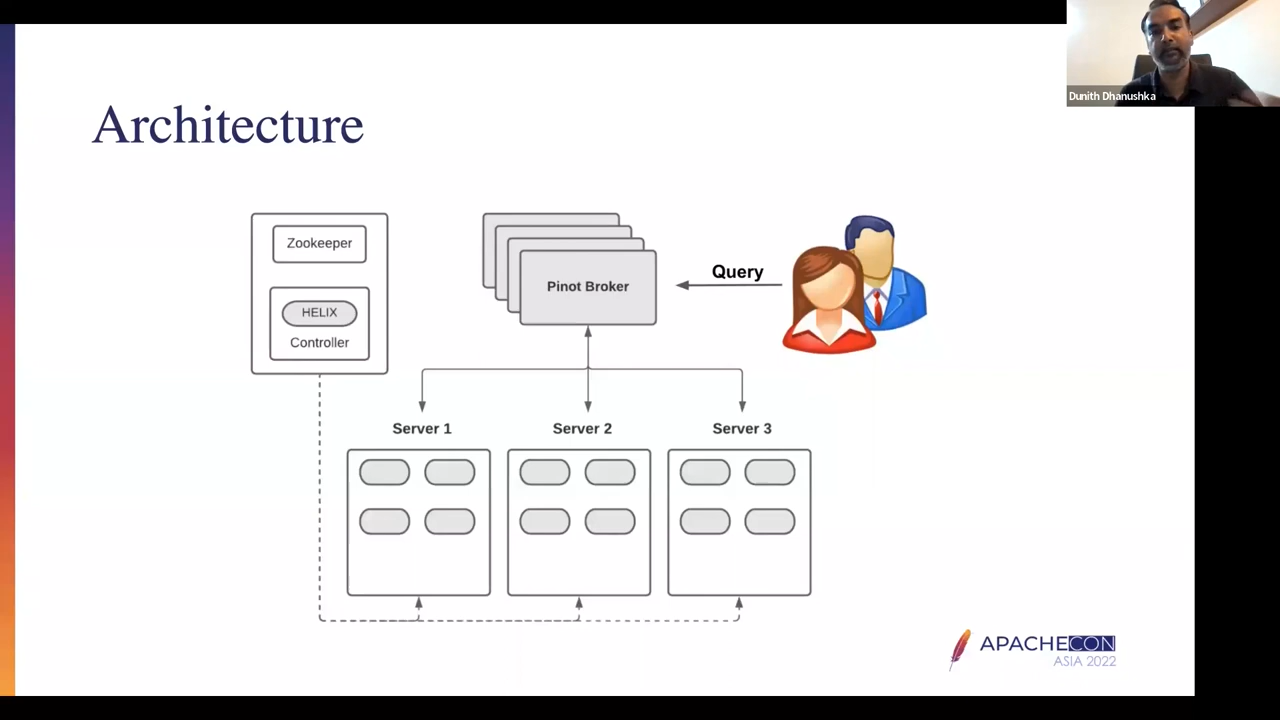 Dunith Dhanushka
Architecture
Zookeeper
HELIX
Controller
Pinot Broker
Query
Server 1
Server 2
Server 3
APACHECON
ASIA 2022